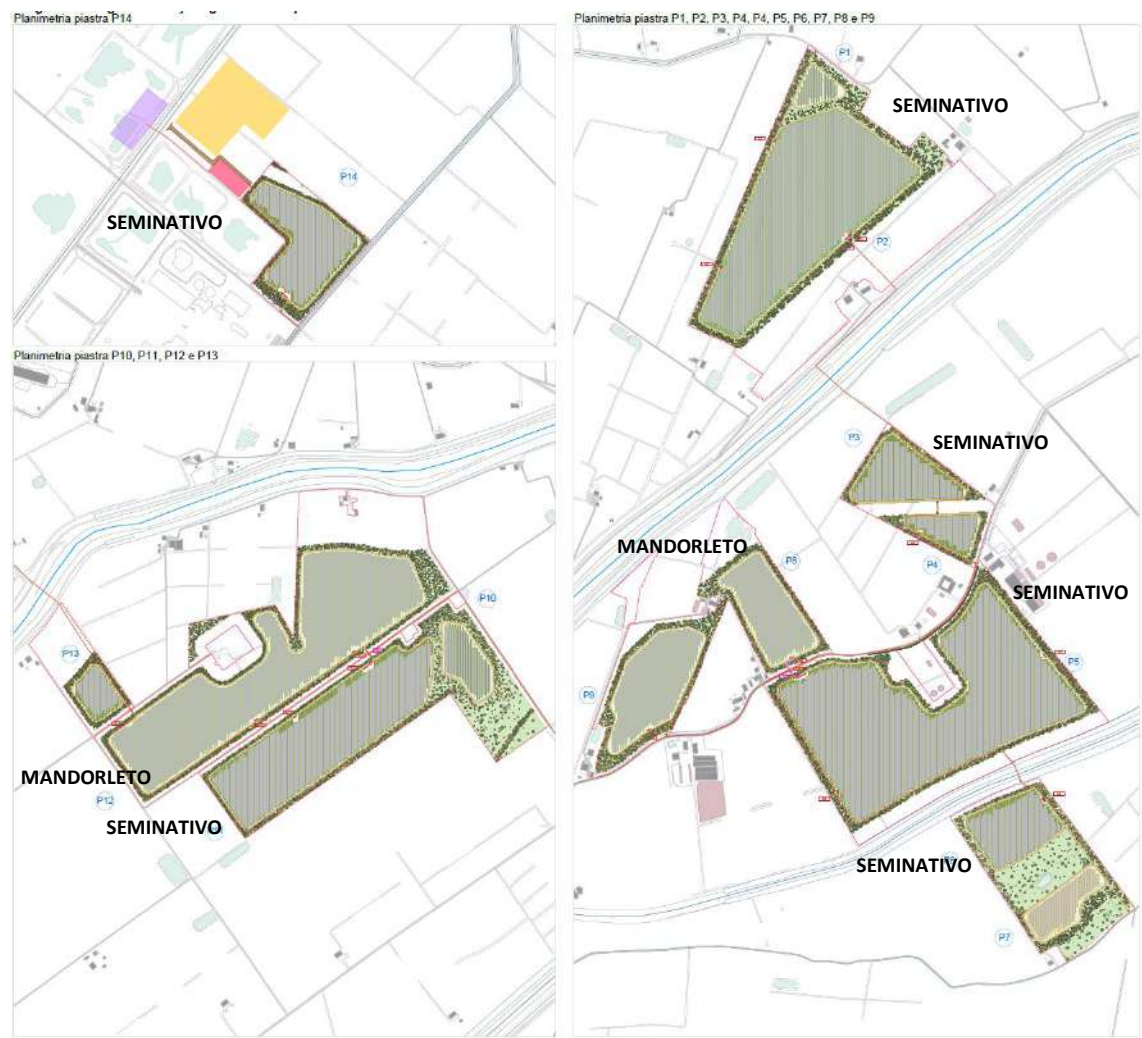 Planimetria piastra P14
P14
SEMINATIVO
Planimetria piastra P10, P11, P12 e P13
P10
P13
MANDORLETO
P12
SEMINATIVO
Planimetria piastra P1, P2, P3, P4, P4, P5, P6, P7, P8 e P9
P1
SEMINATIVO
P2
P3
SEMINATIVO
MANDORLETO
P8
P4
SEMINATIVO
P5
P9
SEMINATIVO
P7